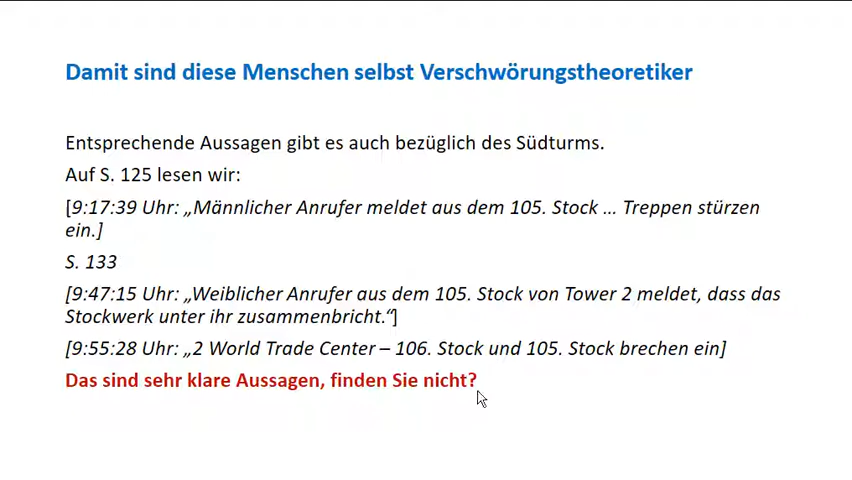 Damit sind diese Menschen selbst Verschwörungstheoretiker
Entsprechende Aussagen gibt es auch bezüglich des Südturms.
Auf S. 125 lesen wir:
[9:17:39 Uhr: „Männlicher Anrufer meldet aus dem 105. Stock … Treppen stürzen
ein.]
S. 133
[9:47:15 Uhr: „Weiblicher Anrufer aus dem 105. Stock von Tower 2 meldet, dass das
Stockwerk unter ihr zusammenbricht.“]
[9:55:28 Uhr: „2 World Trade Center – 106. Stock und 105. Stock brechen ein]
Das sind sehr klare Aussagen, finden Sie nicht?